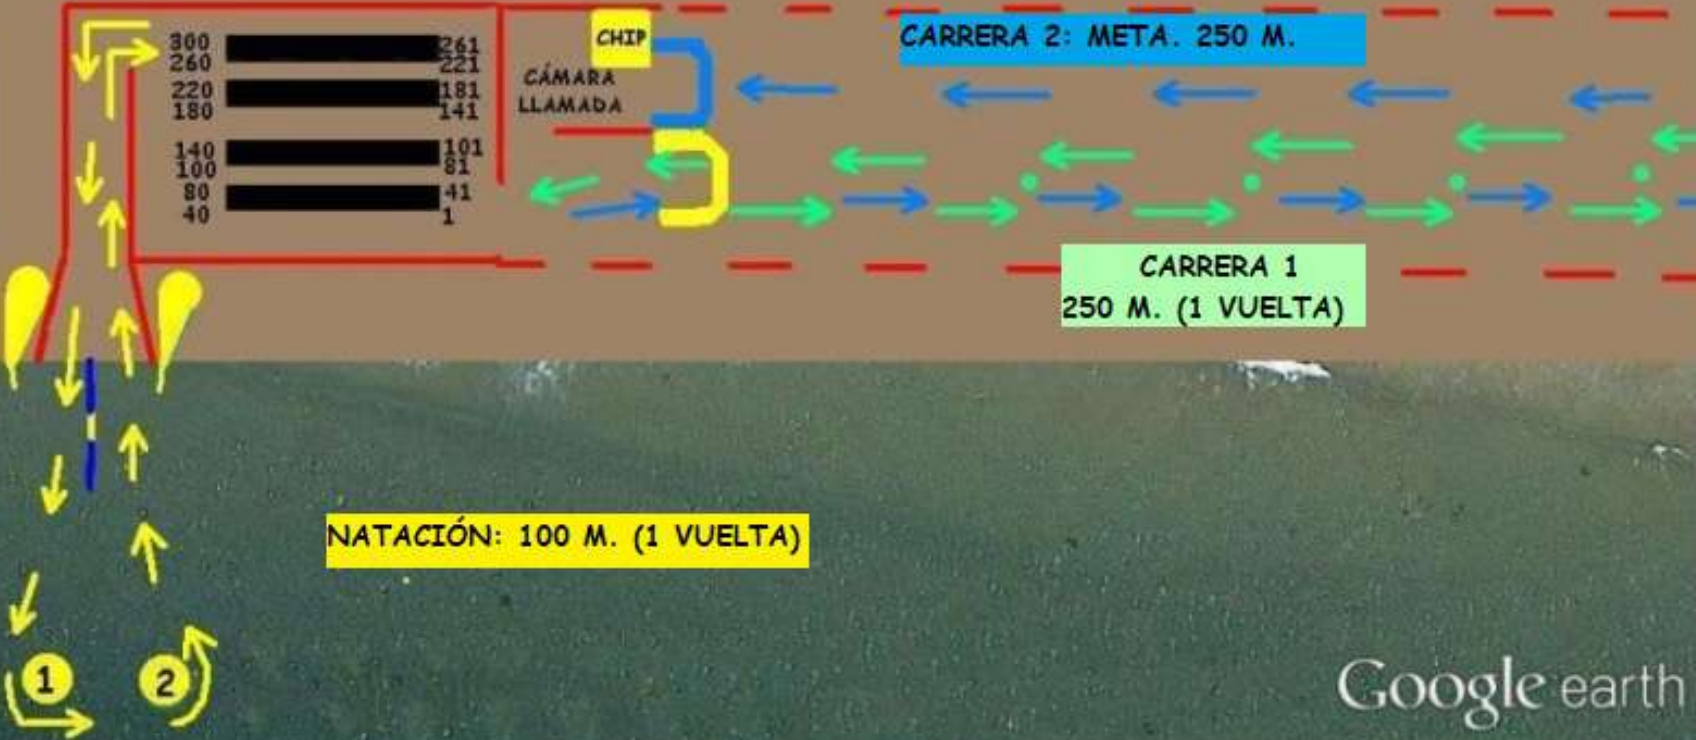 CHIP
CARRERA 2: META. 250 M.
300
260
261
221
CÁMARA
LLAMADA
220
180
181
141
140
100
101
81
80
40
41
1
CARRERA 1
250 M. (1 VUELTA)
NATACIÓN: 100 M. (1 VUELTA)
1
2
Google earth